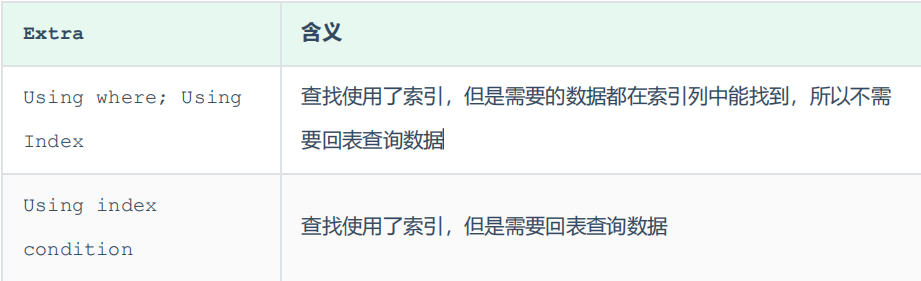 Extra
含义
Using where; Using
Index
查找使用了索引，但是需要的数据都在索引列中能找到，所以不需
要回表查询数据
Using index
condition
查找使用了索引，但是需要回表查询数据